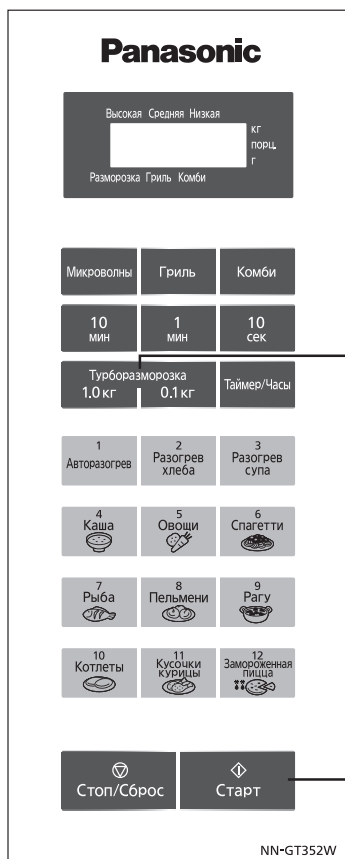 Panasonic
Высокая Средняя Низкая
кг
порц.
г
Разморозка Гриль Комби
Микроволны Гриль Комби
10 1 10
мин мин сек
Турборазморозка
1.0 кг 0.1 кг Таймер/Часы
1 2 3
Авторазогрев Разогрев хлеба Разогрев супа
4 5 6
Каша Овощи Спагетти
7 8 9
Рыба Пельмени Рагу
10 11 12
Котлеты Кусочки курицы Замороженная пицца
Стоп/Сброс Старт
NN-GT352W